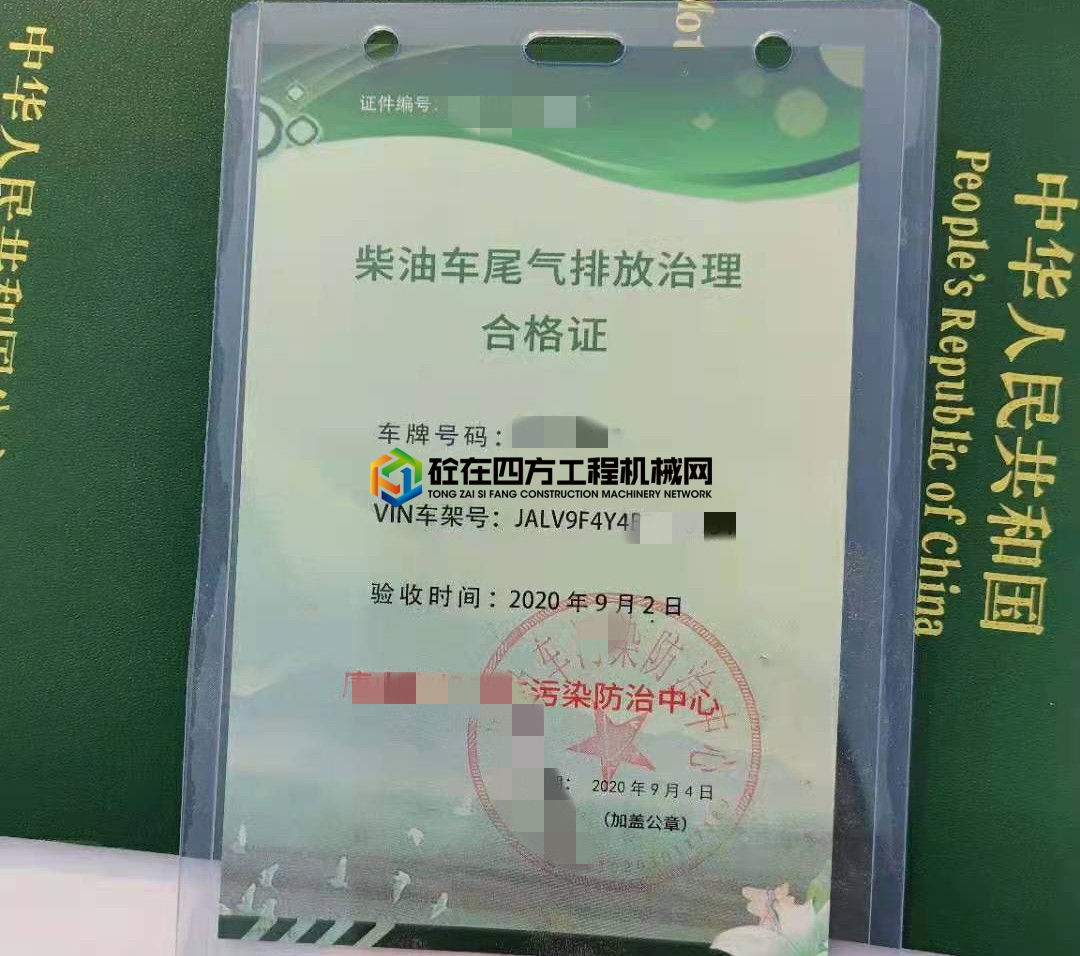 证件编号:
柴油车尾气排放治理
合格证
车牌号码：
砼在四方工程机械网
TONG ZAI SI FANG CONSTRUCTION MACHINERY NETWORK
VIN车架号：JALV9F4Y4
验收时间：2020年9月2日
污染防治中心
2020年9月4日
（加盖公章）
中华人民共和国
中华人民共和国
People's Republic of China